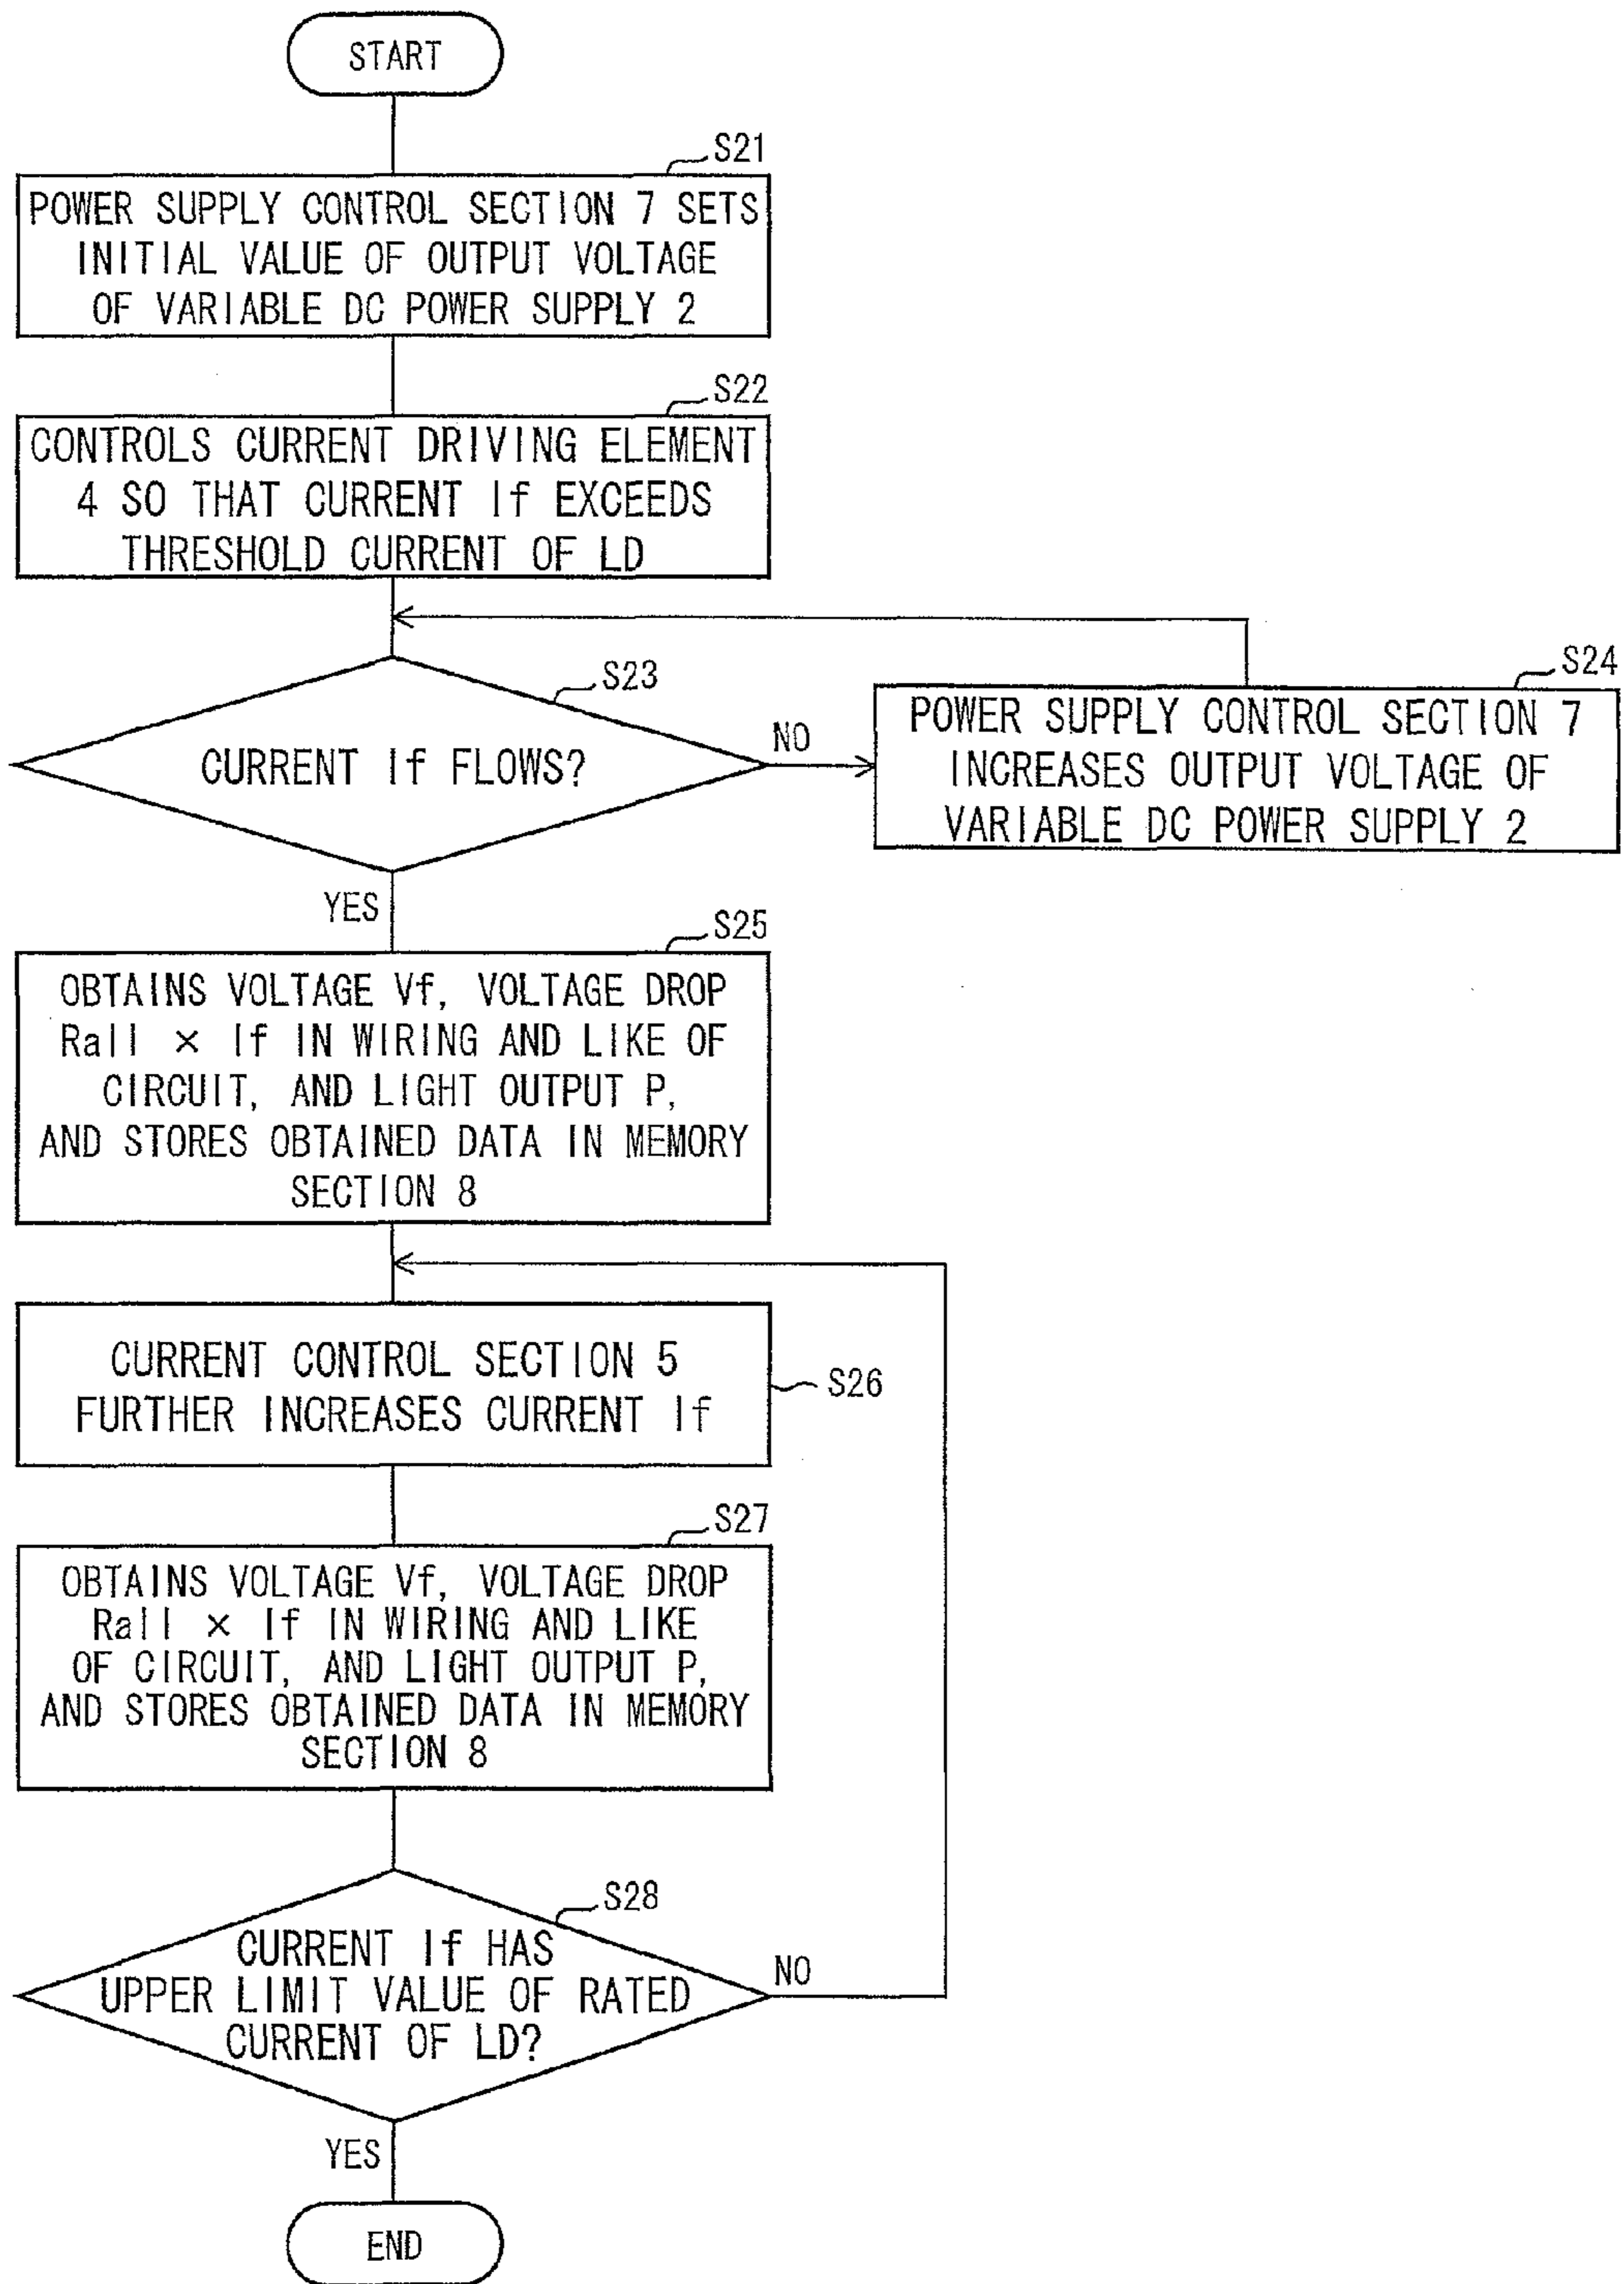 START
S21
POWER SUPPLY CONTROL SECTION 7 SETS
INITIAL VALUE OF OUTPUT VOLTAGE
OF VARIABLE DC POWER SUPPLY 2
S22
CONTROLS CURRENT DRIVING ELEMENT
4 SO THAT CURRENT If EXCEEDS
THRESHOLD CURRENT OF LD
S23
CURRENT If FLOWS?
NO
S24
POWER SUPPLY CONTROL SECTION 7
INCREASES OUTPUT VOLTAGE OF
VARIABLE DC POWER SUPPLY 2
YES
S25
OBTAINS VOLTAGE Vf, VOLTAGE DROP
Rall × If IN WIRING AND LIKE OF
CIRCUIT, AND LIGHT OUTPUT P,
AND STORES OBTAINED DATA IN MEMORY
SECTION 8
CURRENT CONTROL SECTION 5
FURTHER INCREASES CURRENT If
S26
S27
OBTAINS VOLTAGE Vf, VOLTAGE DROP
Rall × If IN WIRING AND LIKE
OF CIRCUIT, AND LIGHT OUTPUT P,
AND STORES OBTAINED DATA IN MEMORY
SECTION 8
S28
CURRENT If HAS
UPPER LIMIT VALUE OF RATED
CURRENT OF LD?
NO
YES
END